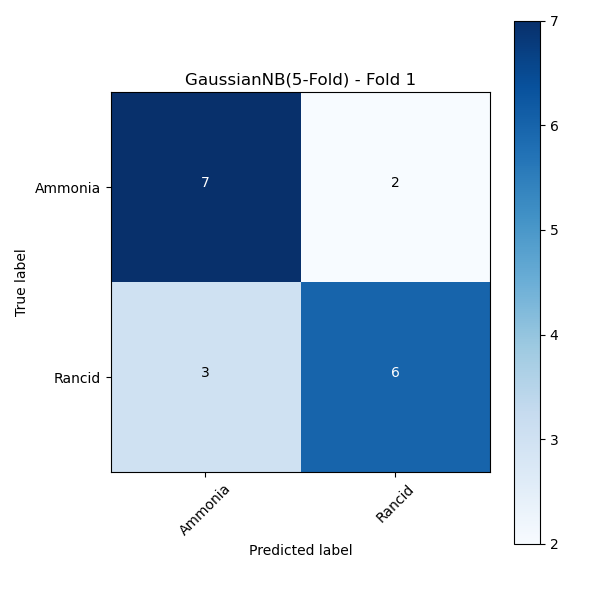 GaussianNB(5-Fold) - Fold 1
True label
Ammonia
7
2
Rancid
3
6
Ammonia
Rancid
Predicted label
7
6
5
4
3
2